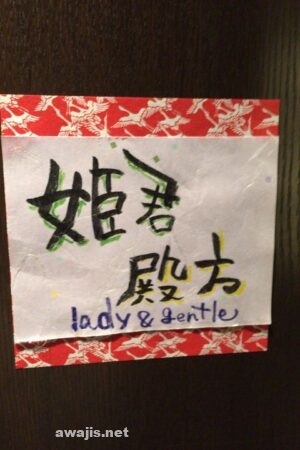 姫君
殿方
lady & gentle
awajis.net